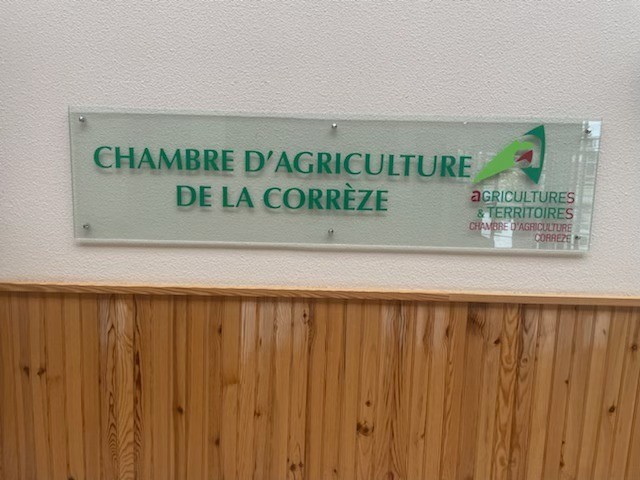 CHAMBRE D'AGRICULTURE
DE LA CORRÈZE
aGRICULTURES
& TERRITOIRES
CHAMBRE D'AGRICULTURE
CORRÈZE